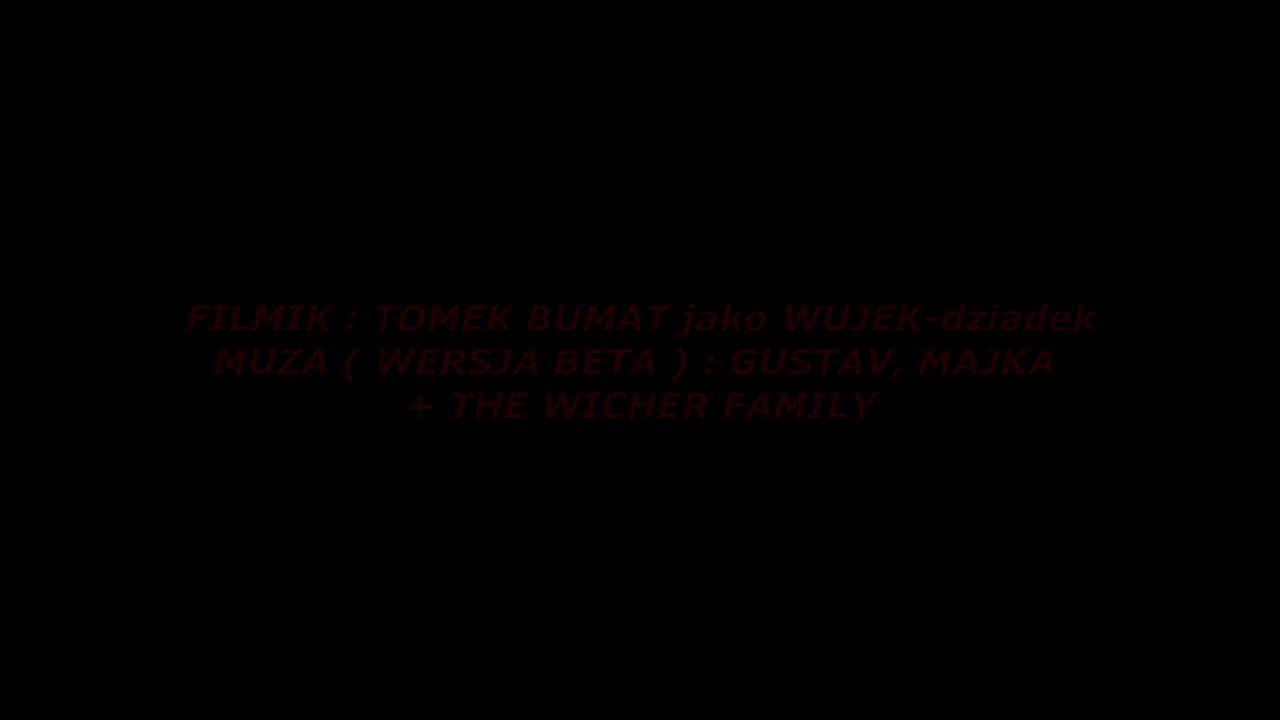 FILMIK : TOMEK BUMAT jako WUJEK-dziadek
MUZA ( WERSJA BETA ) : GUSTAV, MAJKA
+ THE WICHER FAMILY